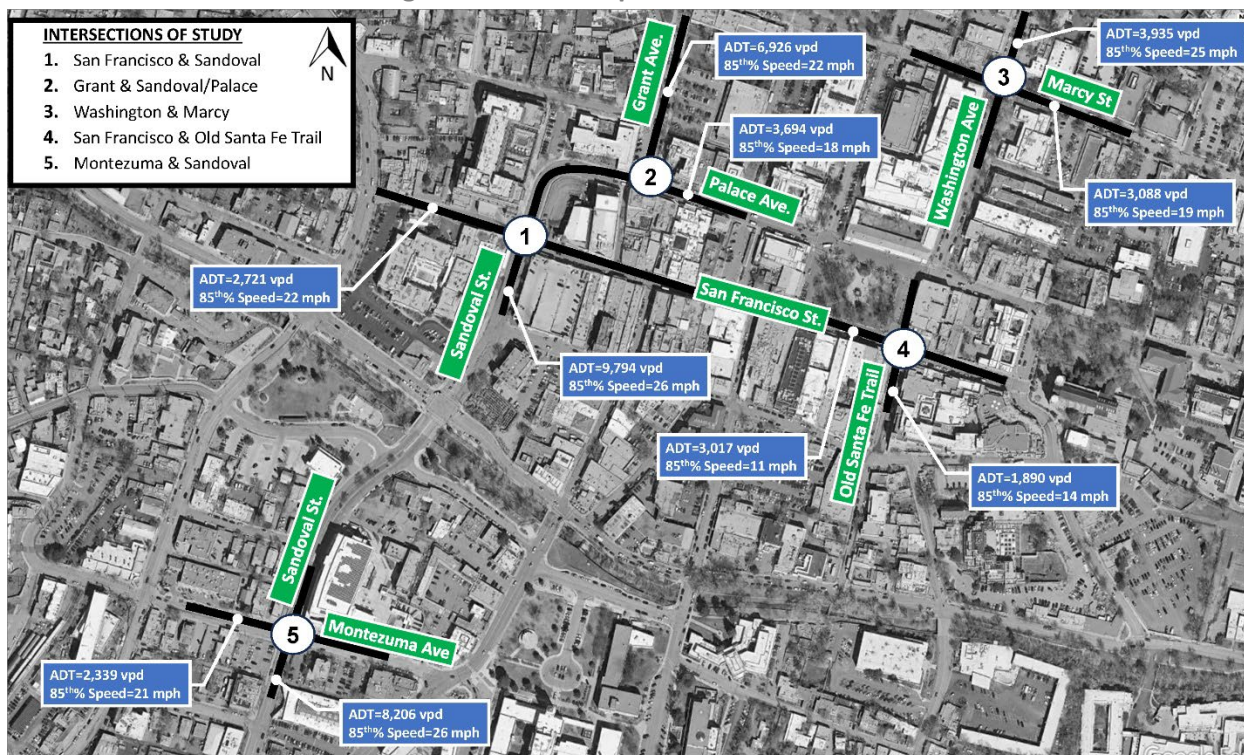 INTERSECTIONS OF STUDY
1. San Francisco & Sandoval
2. Grant & Sandoval/Palace
3. Washington & Marcy
4. San Francisco & Old Santa Fe Trail
5. Montezuma & Sandoval
N
Grant Ave.
ADT=6,926 vpd
85th% Speed=22 mph
ADT=3,935 vpd
85th% Speed=25 mph
3
Marcy St
ADT=3,694 vpd
85th% Speed=18 mph
2
Palace Ave.
Washington Ave
ADT=3,088 vpd
85th% Speed=19 mph
1
ADT=2,721 vpd
85th% Speed=22 mph
Sandoval St.
San Francisco St.
4
ADT=9,794 vpd
85th% Speed=26 mph
Old Santa Fe Trail
ADT=3,017 vpd
85th% Speed=11 mph
ADT=1,890 vpd
85th% Speed=14 mph
Sandoval St.
5
Montezuma Ave
ADT=2,339 vpd
85th% Speed=21 mph
ADT=8,206 vpd
85th% Speed=26 mph